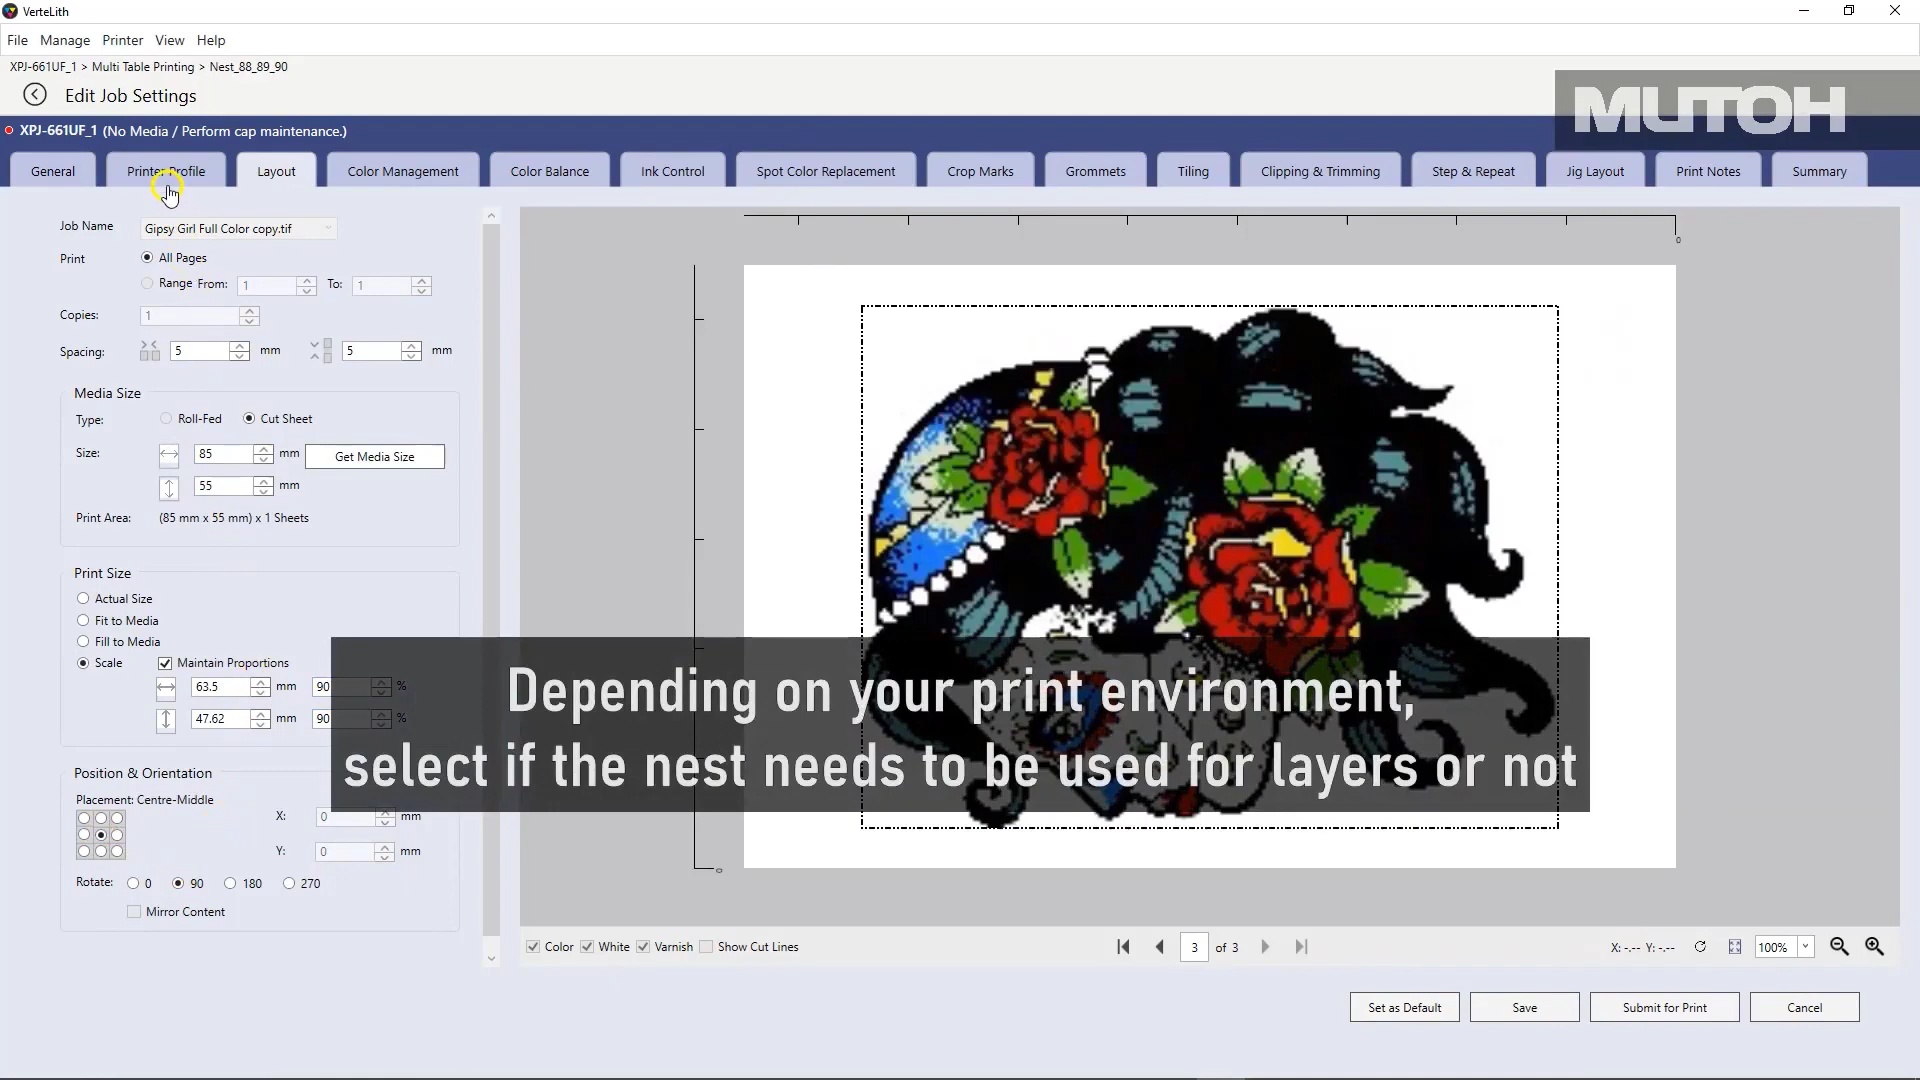 VerteLith
File Manage Printer View Help
XPJ-661UF_1 > Multi Table Printing > Nest_88_89_90
Edit Job Settings
MUTOH
XPJ-661UF_1 (No Media / Perform cap maintenance.)
General Printer Profile Layout Color Management Color Balance Ink Control Spot Color Replacement Crop Marks Grommets Tiling Clipping & Trimming Step & Repeat Jig Layout Print Notes Summary
Job Name Gipsy Girl Full Color copy.tif
Print All Pages
Range From: 1 To: 1
Copies: 1
Spacing: 5 mm 5 mm
Media Size
Type: Roll-Fed Cut Sheet
Size: 85 mm Get Media Size
55 mm
Print Area: (85 mm x 55 mm) x 1 Sheets
Print Size
Actual Size
Fit to Media
Fill to Media
Scale Maintain Proportions
63.5 mm 90 %
47.62 mm 90 %
Position & Orientation
Placement: Centre-Middle
X: 0 mm
Y: 0 mm
Rotate: 0 90 180 270
Mirror Content
0
0
Depending on your print environment,
select if the nest needs to be used for layers or not
Color White Varnish Show Cut Lines 3 of 3 X: -.-- Y: -.-- 100%
Set as Default Save Submit for Print Cancel